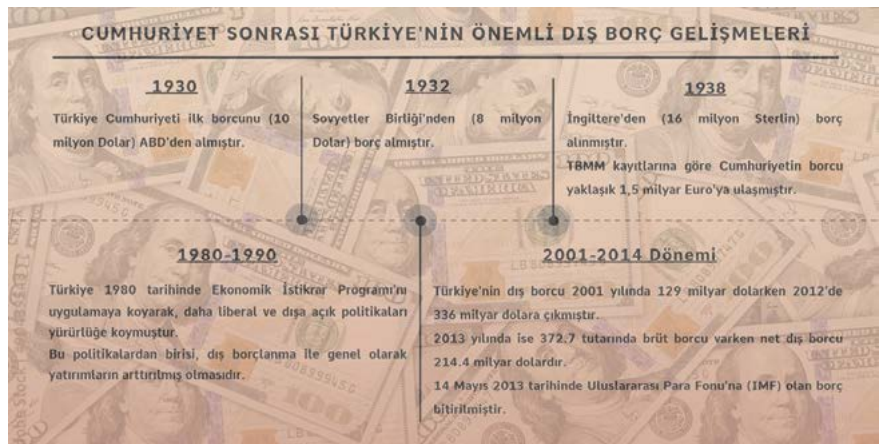 CUMHURİYET SONRASI TÜRKİYE'NİN ÖNEMLİ DIŞ BORÇ GELİŞMELERİ
1930
Türkiye Cumhuriyeti ilk borcunu (10
milyon Dolar) ABD'den almıştır.
1932
Sovyetler Birliği'nden (8 milyon
Dolar) borç almıştır.
1938
İngiltere'den (16 milyon Sterlin) borç
alınmıştır.
TBMM kayıtlarına göre Cumhuriyetin borcu
yaklaşık 1,5 milyar Euro'ya ulaşmıştır.
1980-1990
Türkiye 1980 tarihinde Ekonomik İstikrar Programı'nı
uygulamaya koyarak, daha liberal ve dışa açık politikaları
yürürlüğe koymuştur.
Bu politikalardan birisi, dış borçlanma ile genel olarak
yatırımların arttırılmış olmasıdır.
2001-2014 Dönemi
Türkiye'nin dış borcu 2001 yılında 129 milyar dolarken 2012'de
336 milyar dolara çıkmıştır.
2013 yılında ise 372.7 tutarında brüt borcu varken net dış borcu
214.4 milyar dolardır.
14 Mayıs 2013 tarihinde Uluslararası Para Fonu'na (IMF) olan borç
bitirilmiştir.